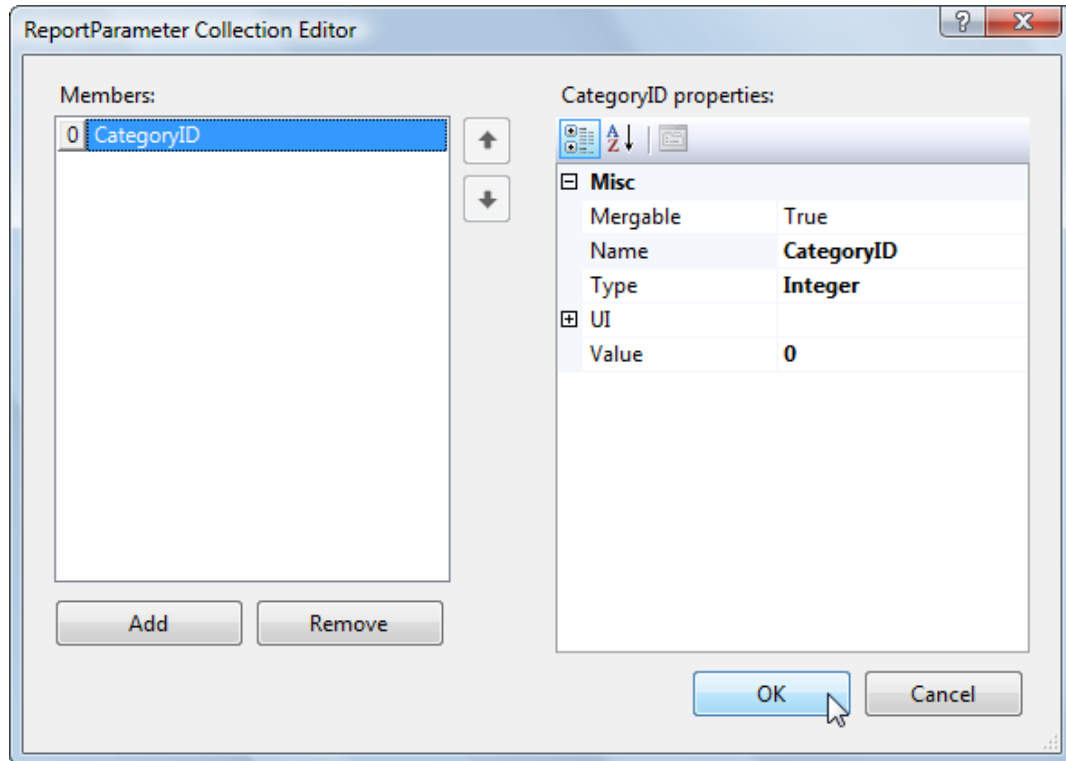 ReportParameter Collection Editor
Members:
0 CategoryID
Add
Remove
CategoryID properties:
Misc
Mergable True
Name CategoryID
Type Integer
UI
Value 0
OK
Cancel